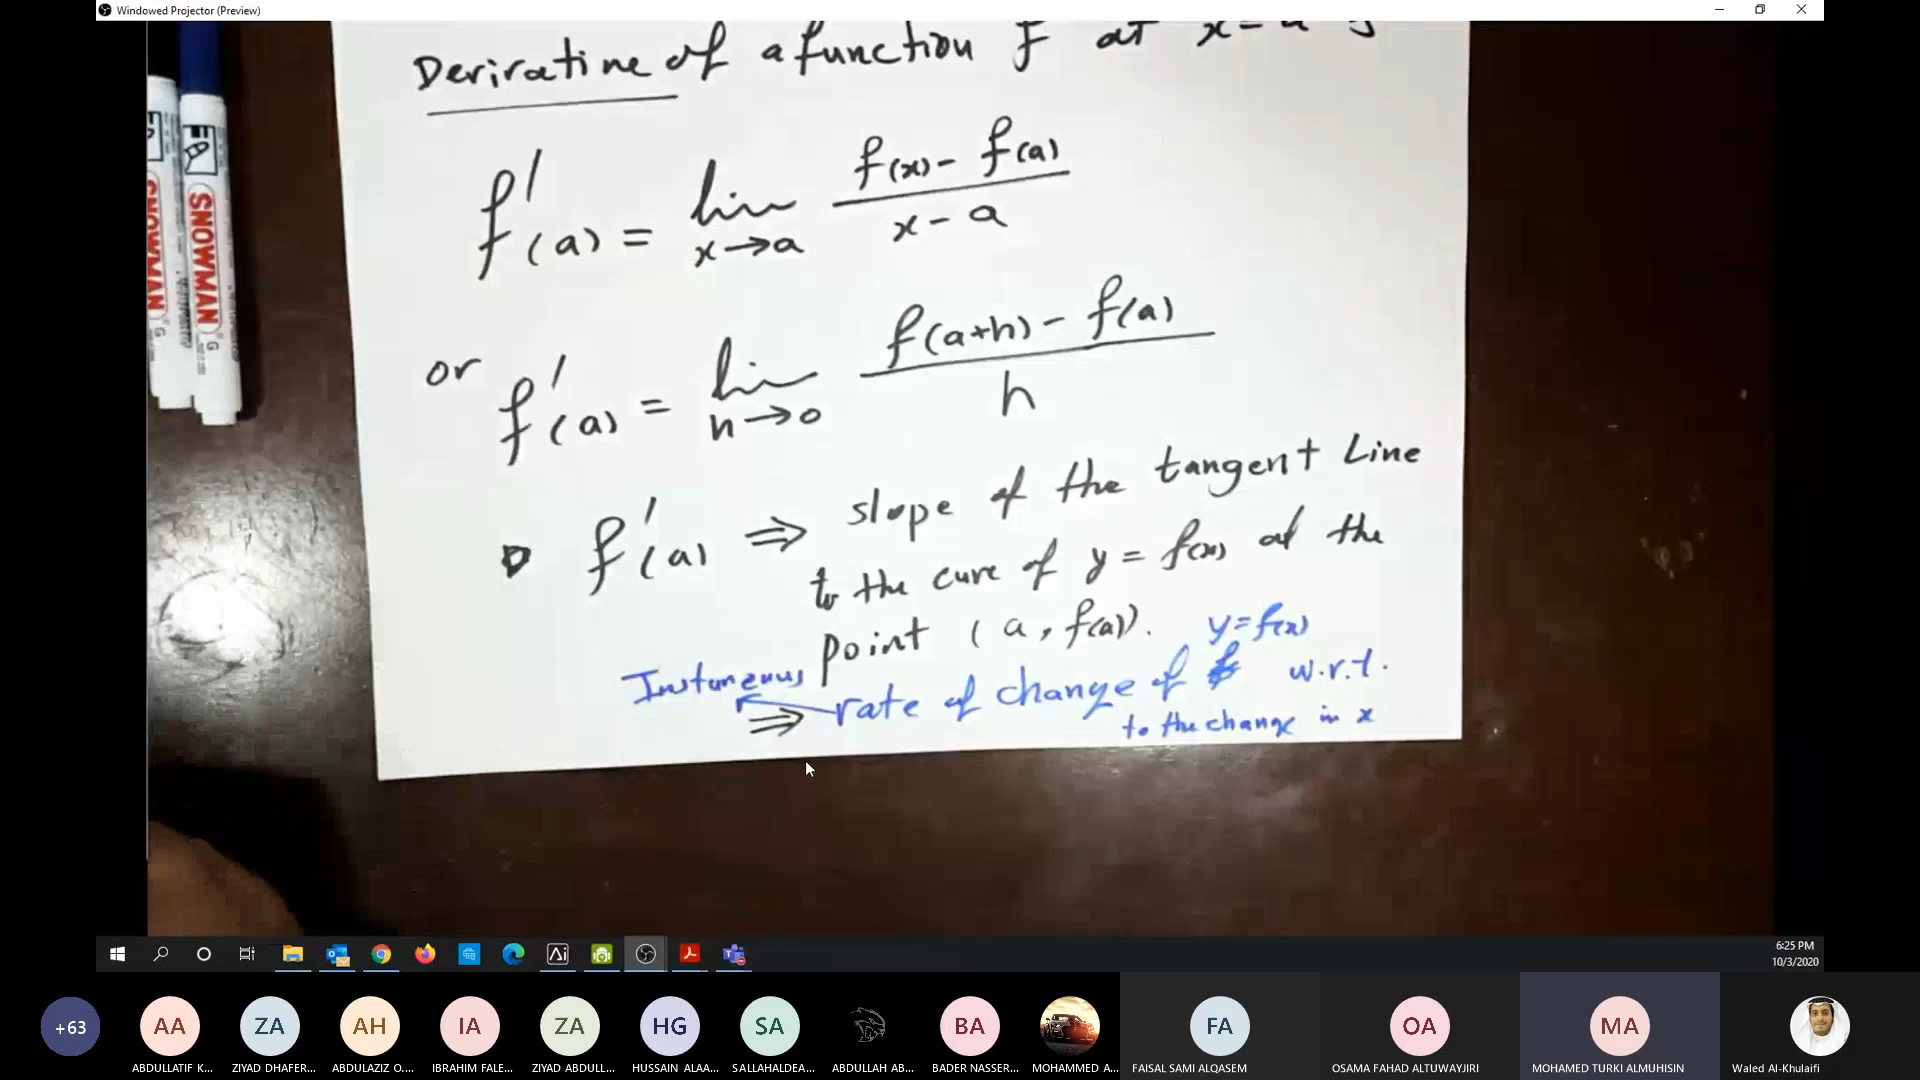 Windowed Projector (Preview)
Derivative of a function f at x = a
f'(a) = lim x→a f(x) - f(a) / x - a
or f'(a) = lim h→0 f(a+h) - f(a) / h
f'(a) ⇒ slope of the tangent Line
to the cure of y = f(x) at the
point (a, f(a)).
y = f(x)
Instaneous
⇒ rate of change of w.r.t.
to the change in x
SNOWMAN
SNOWMAN
6:25 PM
10/3/2020
+63
AA
ZA
AH
IA
ZA
HG
SA
BA
FA
OA
MA
ABDULLATIF K...
ZIYAD DHAFER...
ABDULAZIZ O....
IBRAHIM FALE...
ZIYAD ABDULL...
HUSSAIN ALAA...
SALLAHALDEA...
ABDULLAH AB...
BADER NASSER...
MOHAMMED A...
FAISAL SAMI ALQASEM
OSAMA FAHAD ALTUWAYJIRI
MOHAMED TURKI ALMUHISIN
Waled Al-Khulaifi